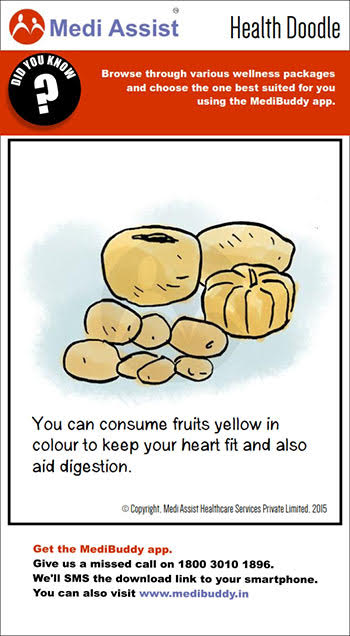 Medi Assist
Health Doodle
DID YOU KNOW
?
Browse through various wellness packages
and choose the one best suited for you
using the MediBuddy app.
You can consume fruits yellow in
colour to keep your heart fit and also
aid digestion.
© Copyright, Medi Assist Healthcare Services Private Limited. 2015
Get the MediBuddy app.
Give us a missed call on 1800 3010 1896.
We'll SMS the download link to your smartphone.
You can also visit www.medibuddy.in